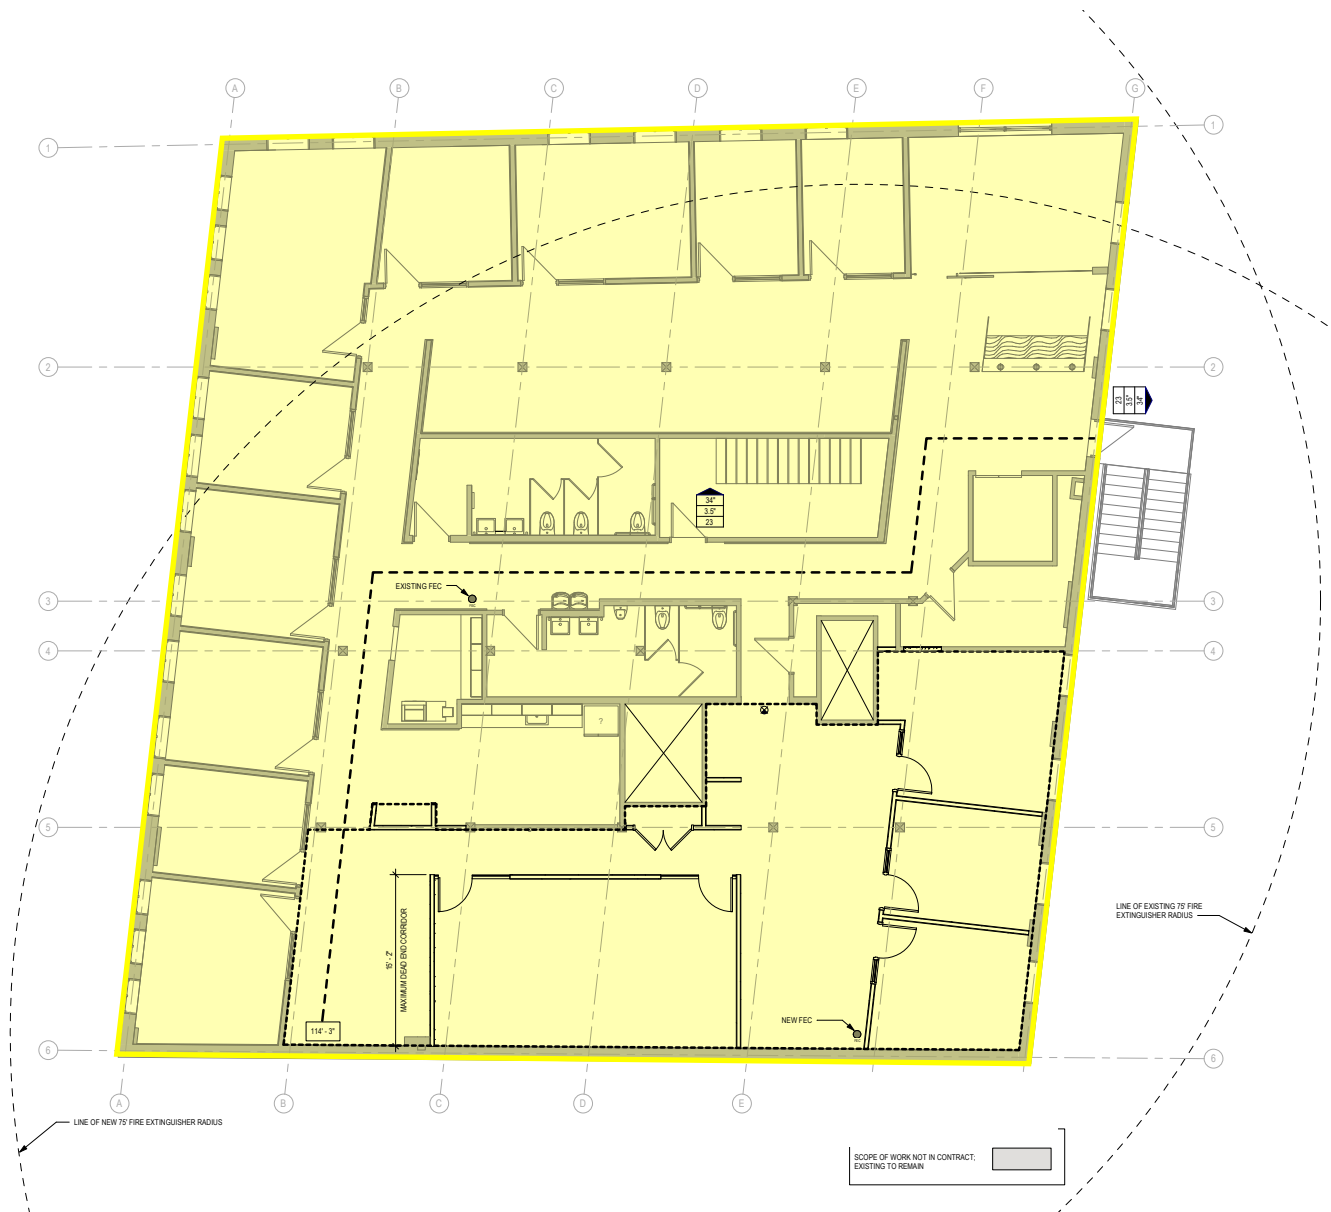 A
B
C
D
E
F
G
1
1
2
2
23
3.5"
34"
34"
3.5"
23
EXISTING FEC
3
3
4
4
?
5
5
15' - 2"
MAXIMUM DEAD END CORRIDOR
LINE OF EXISTING 75' FIRE
EXTINGUISHER RADIUS
NEW FEC
114' - 3"
6
6
A
B
C
D
E
LINE OF NEW 75' FIRE EXTINGUISHER RADIUS
SCOPE OF WORK NOT IN CONTRACT;
EXISTING TO REMAIN